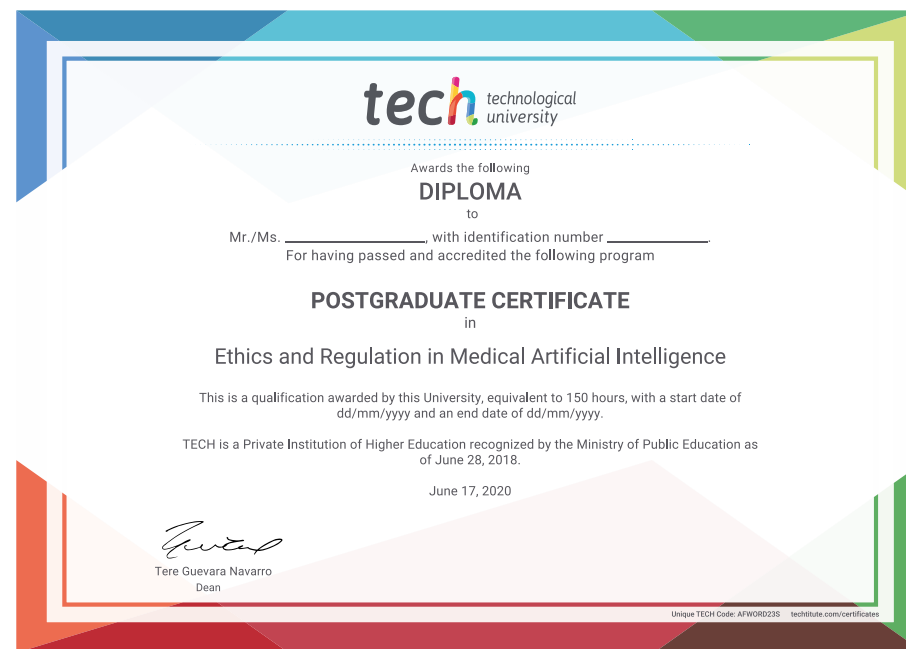 tech technological
university
Awards the following
DIPLOMA
to
Mr./Ms. ____________________, with identification number ______________.
For having passed and accredited the following program
POSTGRADUATE CERTIFICATE
in
Ethics and Regulation in Medical Artificial Intelligence
This is a qualification awarded by this University, equivalent to 150 hours, with a start date of
dd/mm/yyyy and an end date of dd/mm/yyyy.
TECH is a Private Institution of Higher Education recognized by the Ministry of Public Education as
of June 28, 2018.
June 17, 2020
Tere Guevara Navarro
Dean
Unique TECH Code: AFWORD23S techtitute.com/certificates